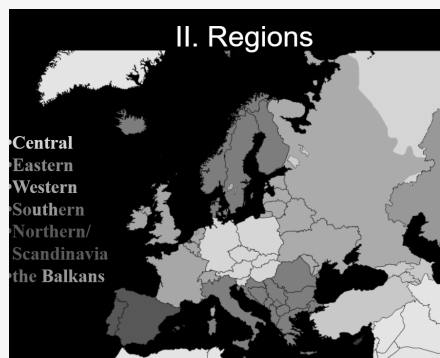 II. Regions
•Central
•Eastern
•Western
•Southern
•Northern/
Scandinavia
•the Balkans